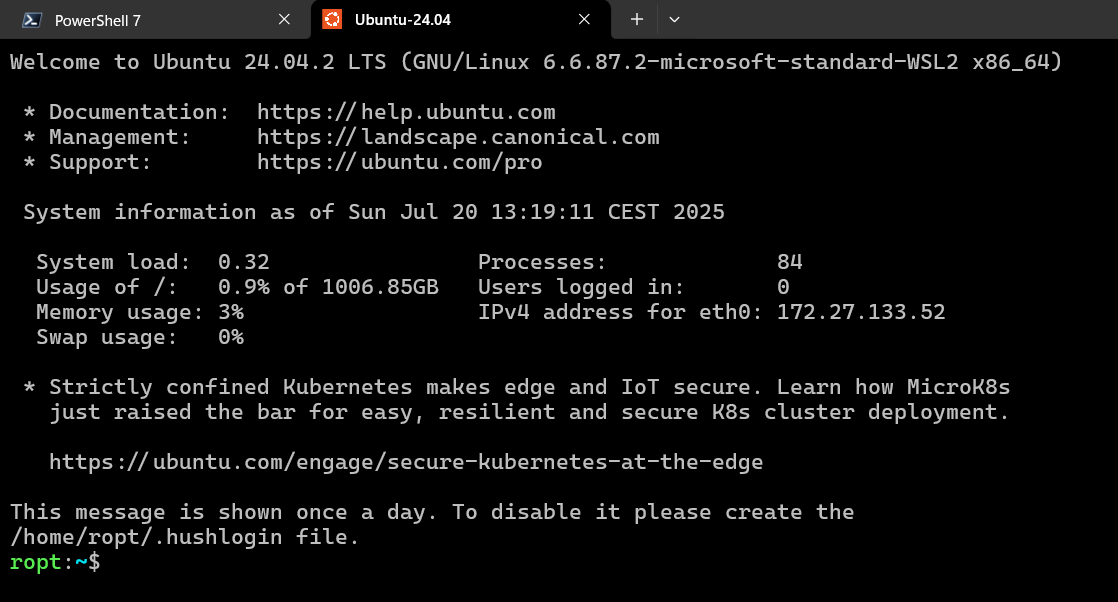 PowerShell 7
Ubuntu-24.04
Welcome to Ubuntu 24.04.2 LTS (GNU/Linux 6.6.87.2-microsoft-standard-WSL2 x86_64)
* Documentation:  https://help.ubuntu.com
* Management:     https://landscape.canonical.com
* Support:        https://ubuntu.com/pro
System information as of Sun Jul 20 13:19:11 CEST 2025
System load:  0.32                Processes:             84
Usage of /:   0.9% of 1006.85GB   Users logged in:       0
Memory usage: 3%                  IPv4 address for eth0: 172.27.133.52
Swap usage:   0%
* Strictly confined Kubernetes makes edge and IoT secure. Learn how MicroK8s
just raised the bar for easy, resilient and secure K8s cluster deployment.
https://ubuntu.com/engage/secure-kubernetes-at-the-edge
This message is shown once a day. To disable it please create the
/home/ropt/.hushlogin file.
ropt:~$